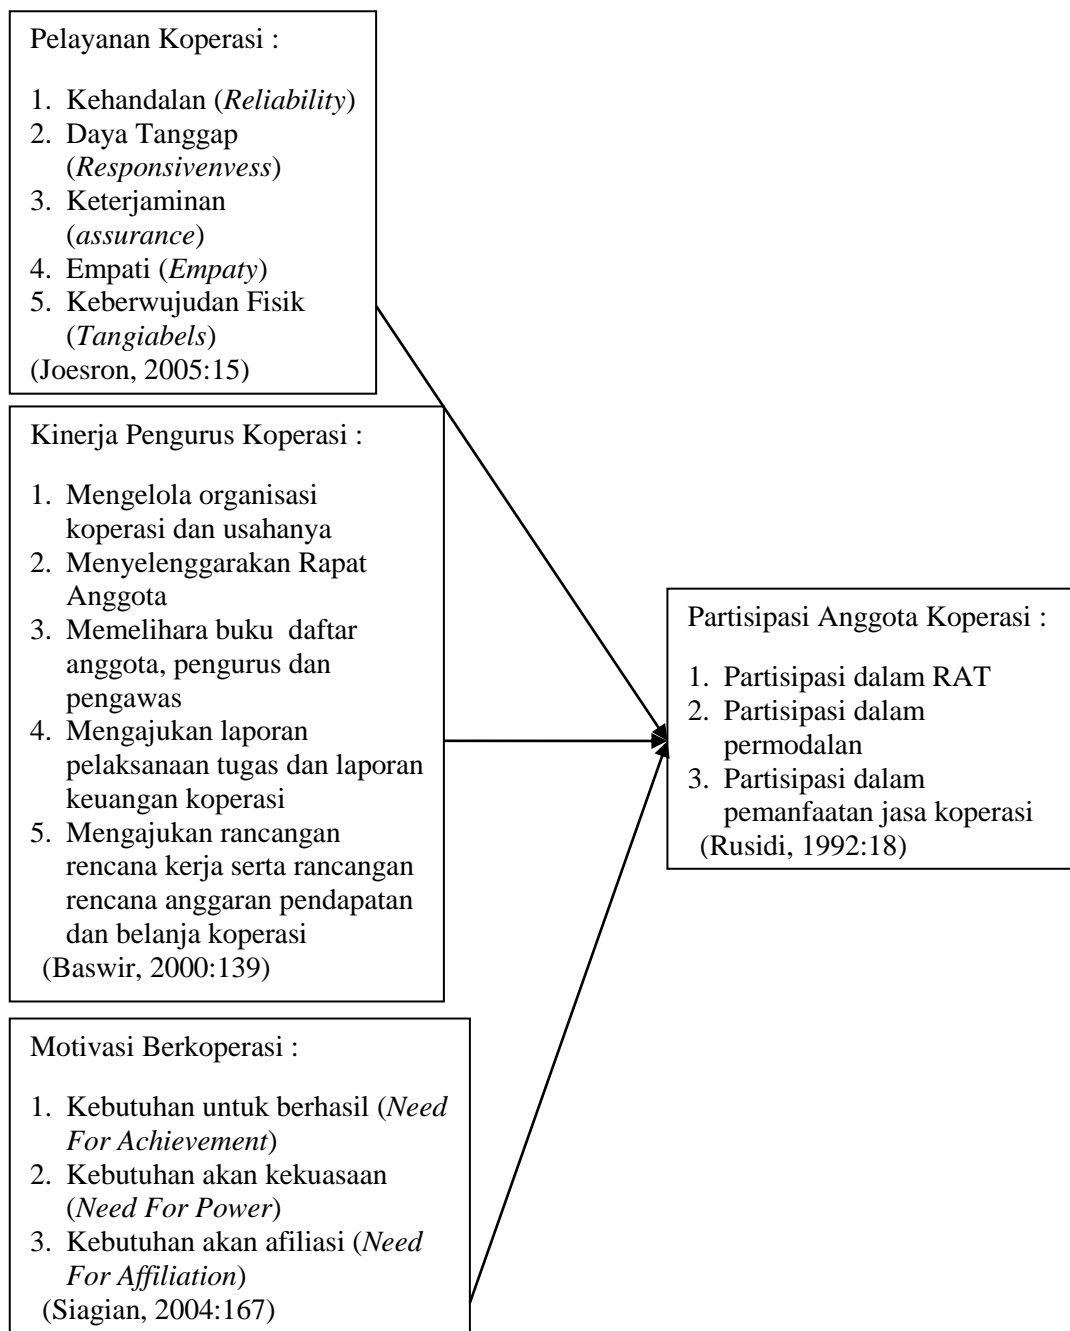 Pelayanan Koperasi :
1. Kehandalan (Reliability)
2. Daya Tanggap
(Responsivenvess)
3. Keterjaminan
(assurance)
4. Empati (Empaty)
5. Keberwujudan Fisik
(Tangiabels)
(Joesron, 2005:15)
Kinerja Pengurus Koperasi :
1. Mengelola organisasi
koperasi dan usahanya
2. Menyelenggarakan Rapat
Anggota
3. Memelihara buku daftar
anggota, pengurus dan
pengawas
4. Mengajukan laporan
pelaksanaan tugas dan laporan
keuangan koperasi
5. Mengajukan rancangan
rencana kerja serta rancangan
rencana anggaran pendapatan
dan belanja koperasi
(Baswir, 2000:139)
Motivasi Berkoperasi :
1. Kebutuhan untuk berhasil (Need
For Achievement)
2. Kebutuhan akan kekuasaan
(Need For Power)
3. Kebutuhan akan afiliasi (Need
For Affiliation)
(Siagian, 2004:167)
Partisipasi Anggota Koperasi :
1. Partisipasi dalam RAT
2. Partisipasi dalam
permodalan
3. Partisipasi dalam
pemanfaatan jasa koperasi
(Rusidi, 1992:18)